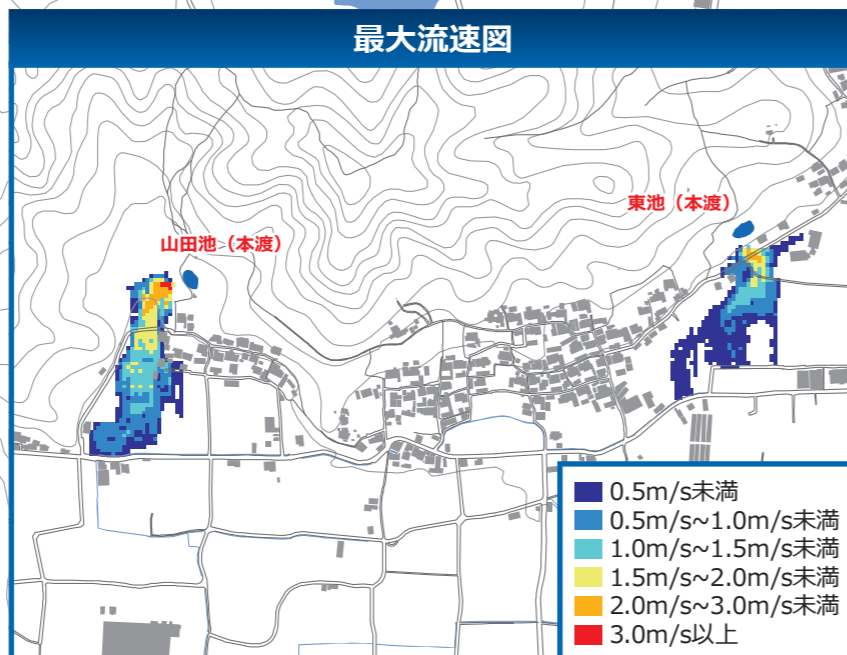 最大流速図
東池（本渡）
山田池（本渡）
0.5m/s未満
0.5m/s~1.0m/s未満
1.0m/s~1.5m/s未満
1.5m/s~2.0m/s未満
2.0m/s~3.0m/s未満
3.0m/s以上